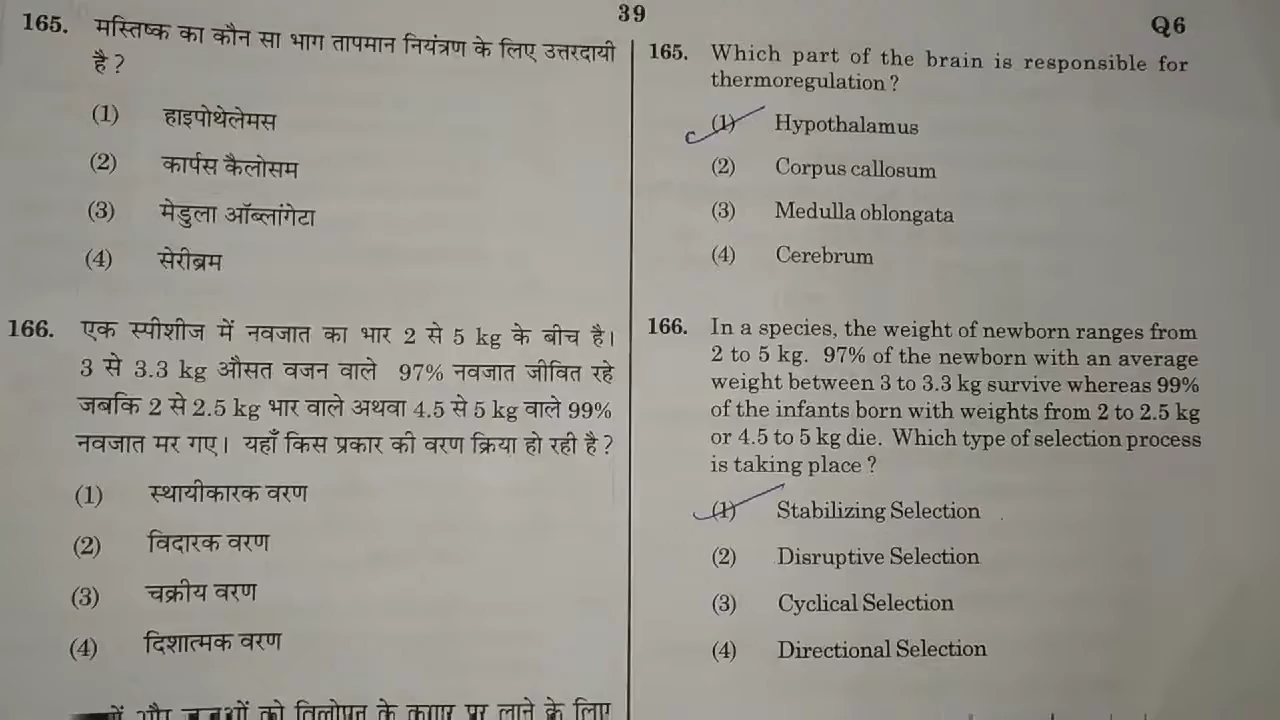 39
Q6
165. मस्तिष्क का कौन सा भाग तापमान नियंत्रण के लिए उत्तरदायी
है ?
(1) हाइपोथेलेमस
(2) कार्पस कैलोसम
(3) मेडुला ऑब्लांगेटा
(4) सेरीब्रम
166. एक स्पीशीज में नवजात का भार 2 से 5 kg के बीच है।
3 से 3.3 kg औसत वजन वाले 97% नवजात जीवित रहे
जबकि 2 से 2.5 kg भार वाले अथवा 4.5 से 5 kg वाले 99%
नवजात मर गए। यहाँ किस प्रकार की वरण क्रिया हो रही है ?
(1) स्थायीकारक वरण
(2) विदारक वरण
(3) चक्रीय वरण
(4) दिशात्मक वरण
और जन्तुओं को विलोपन के कगार पर लाने के लिए
165. Which part of the brain is responsible for
thermoregulation ?
(1) Hypothalamus
(2) Corpus callosum
(3) Medulla oblongata
(4) Cerebrum
166. In a species, the weight of newborn ranges from
2 to 5 kg. 97% of the newborn with an average
weight between 3 to 3.3 kg survive whereas 99%
of the infants born with weights from 2 to 2.5 kg
or 4.5 to 5 kg die. Which type of selection process
is taking place ?
(1) Stabilizing Selection
(2) Disruptive Selection
(3) Cyclical Selection
(4) Directional Selection